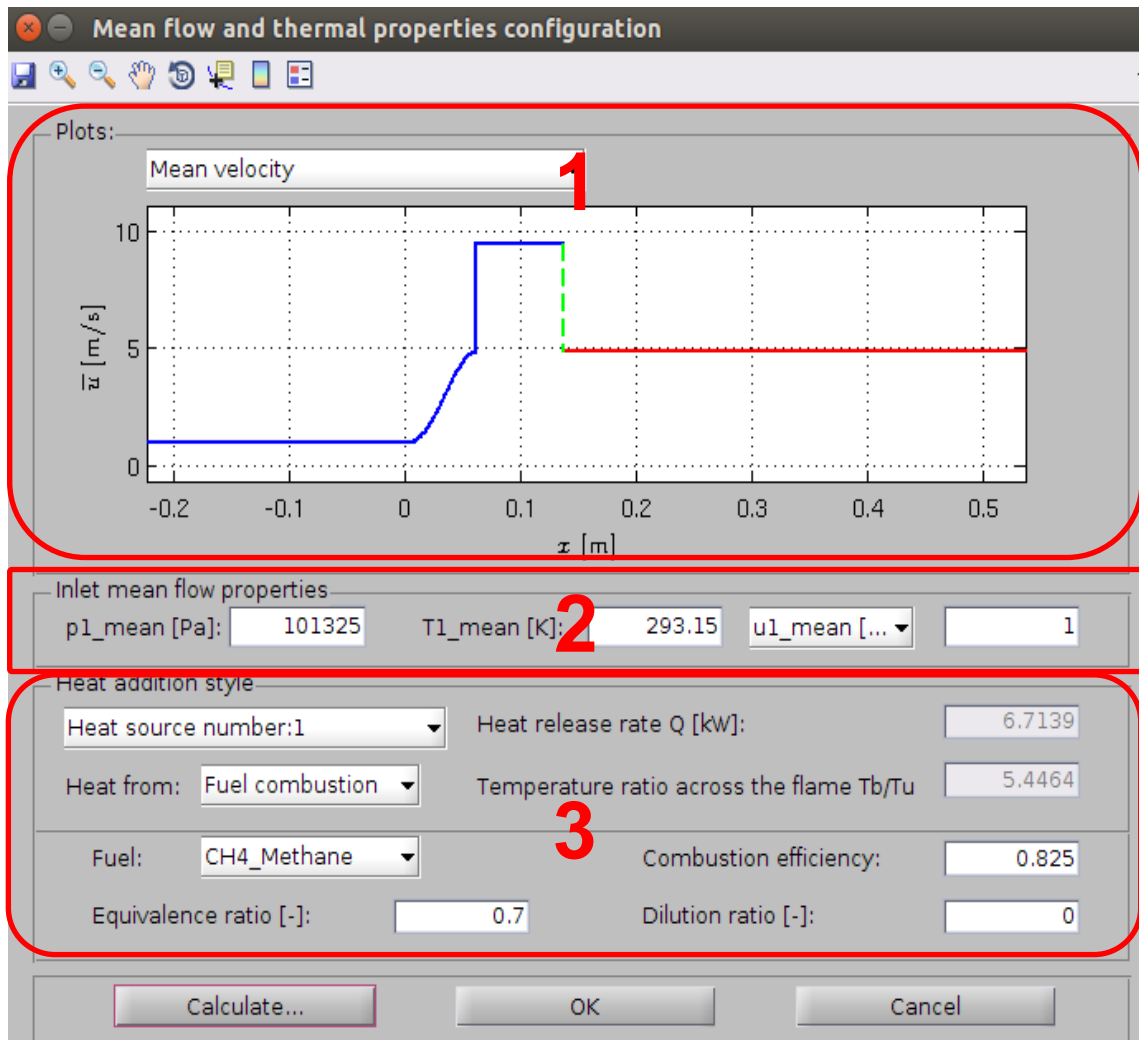 Mean flow and thermal properties configuration
Plots:
Mean velocity
1
10
5
0
u [m/s]
-0.2 -0.1 0 0.1 0.2 0.3 0.4 0.5
x [m]
Inlet mean flow properties
p1_mean [Pa]: 101325 T1_mean [K]: 293.15 u1_mean [... 1
2
Heat addition style
Heat source number:1 Heat release rate Q [kW]: 6.7139
Heat from: Fuel combustion Temperature ratio across the flame Tb/Tu 5.4464
3
Fuel: CH4_Methane Combustion efficiency: 0.825
Equivalence ratio [-]: 0.7 Dilution ratio [-]: 0
Calculate... OK Cancel